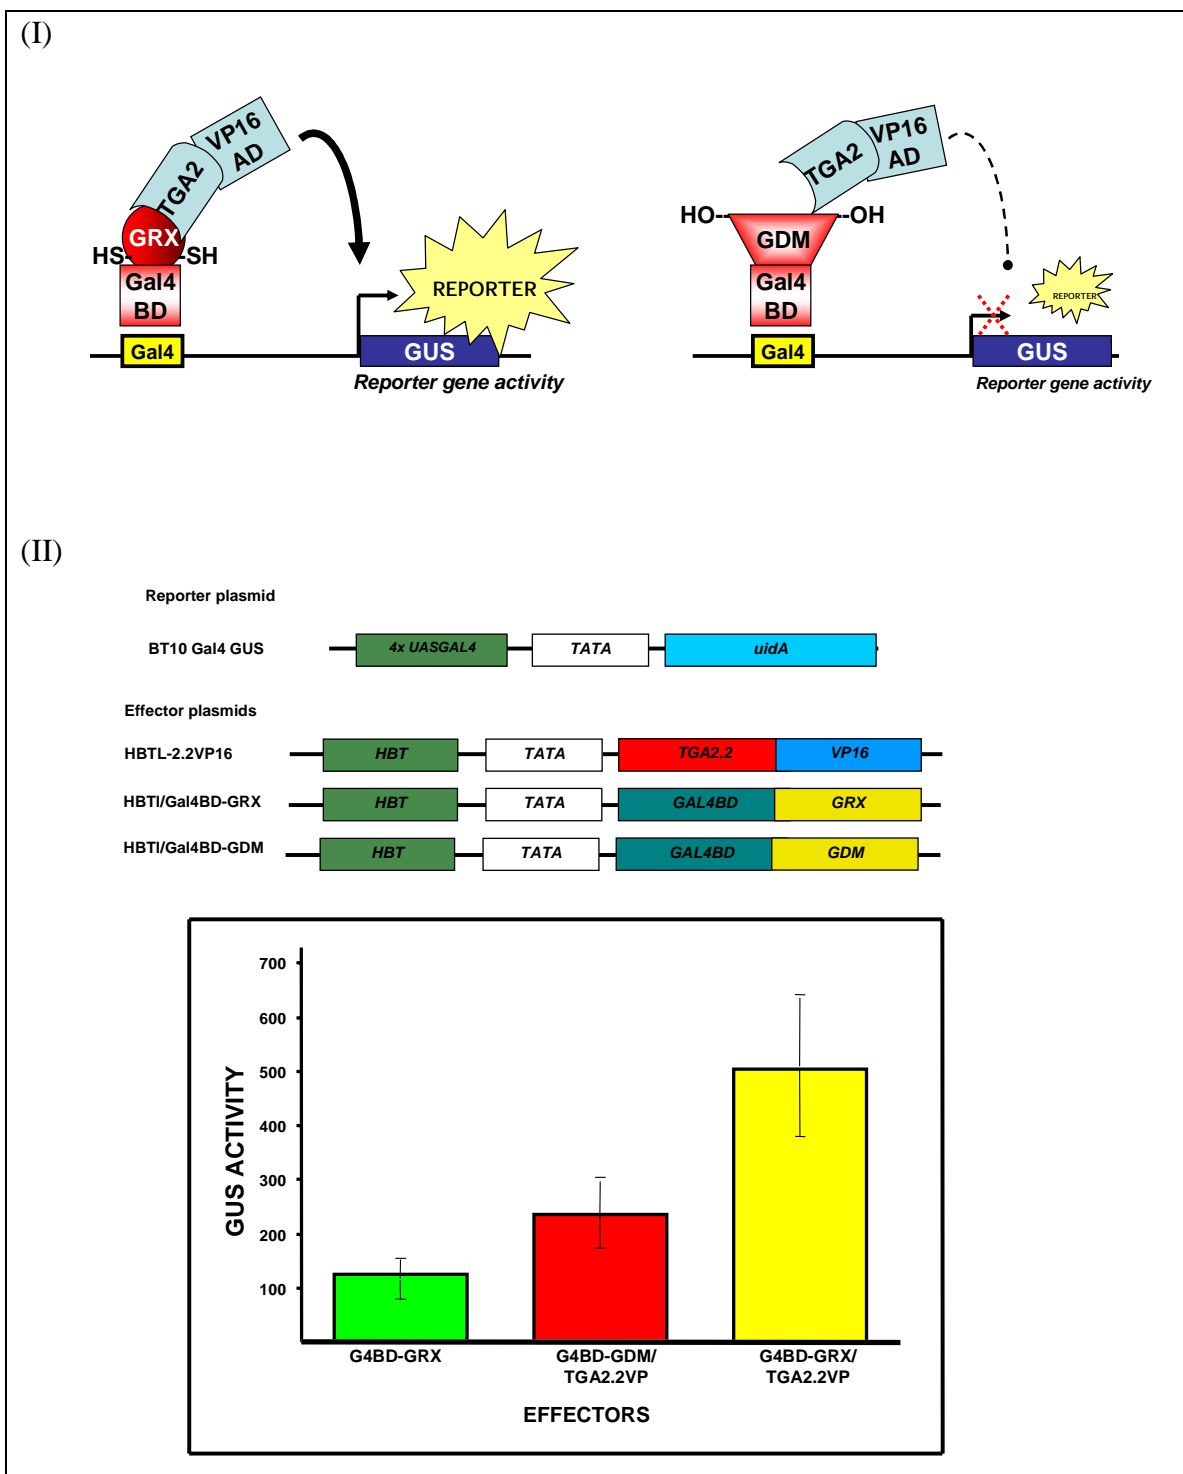 (I)
VP16
AD
TGA2
GRX
HS-
-SH
Gal4
BD
Gal4
REPORTER
GUS
Reporter gene activity
VP16
AD
TGA2
HO--
--OH
GDM
Gal4
BD
Gal4
REPORTER
GUS
Reporter gene activity
(II)
Reporter plasmid
BT10 Gal4 GUS
4x UASGAL4
TATA
uidA
Effector plasmids
HBTL-2.2VP16
HBT
TATA
TGA2.2
VP16
HBTI/Gal4BD-GRX
HBT
TATA
GAL4BD
GRX
HBTI/Gal4BD-GDM
HBT
TATA
GAL4BD
GDM
GUS ACTIVITY
700
600
500
400
300
200
100
G4BD-GRX
G4BD-GDM/
TGA2.2VP
G4BD-GRX/
TGA2.2VP
EFFECTORS